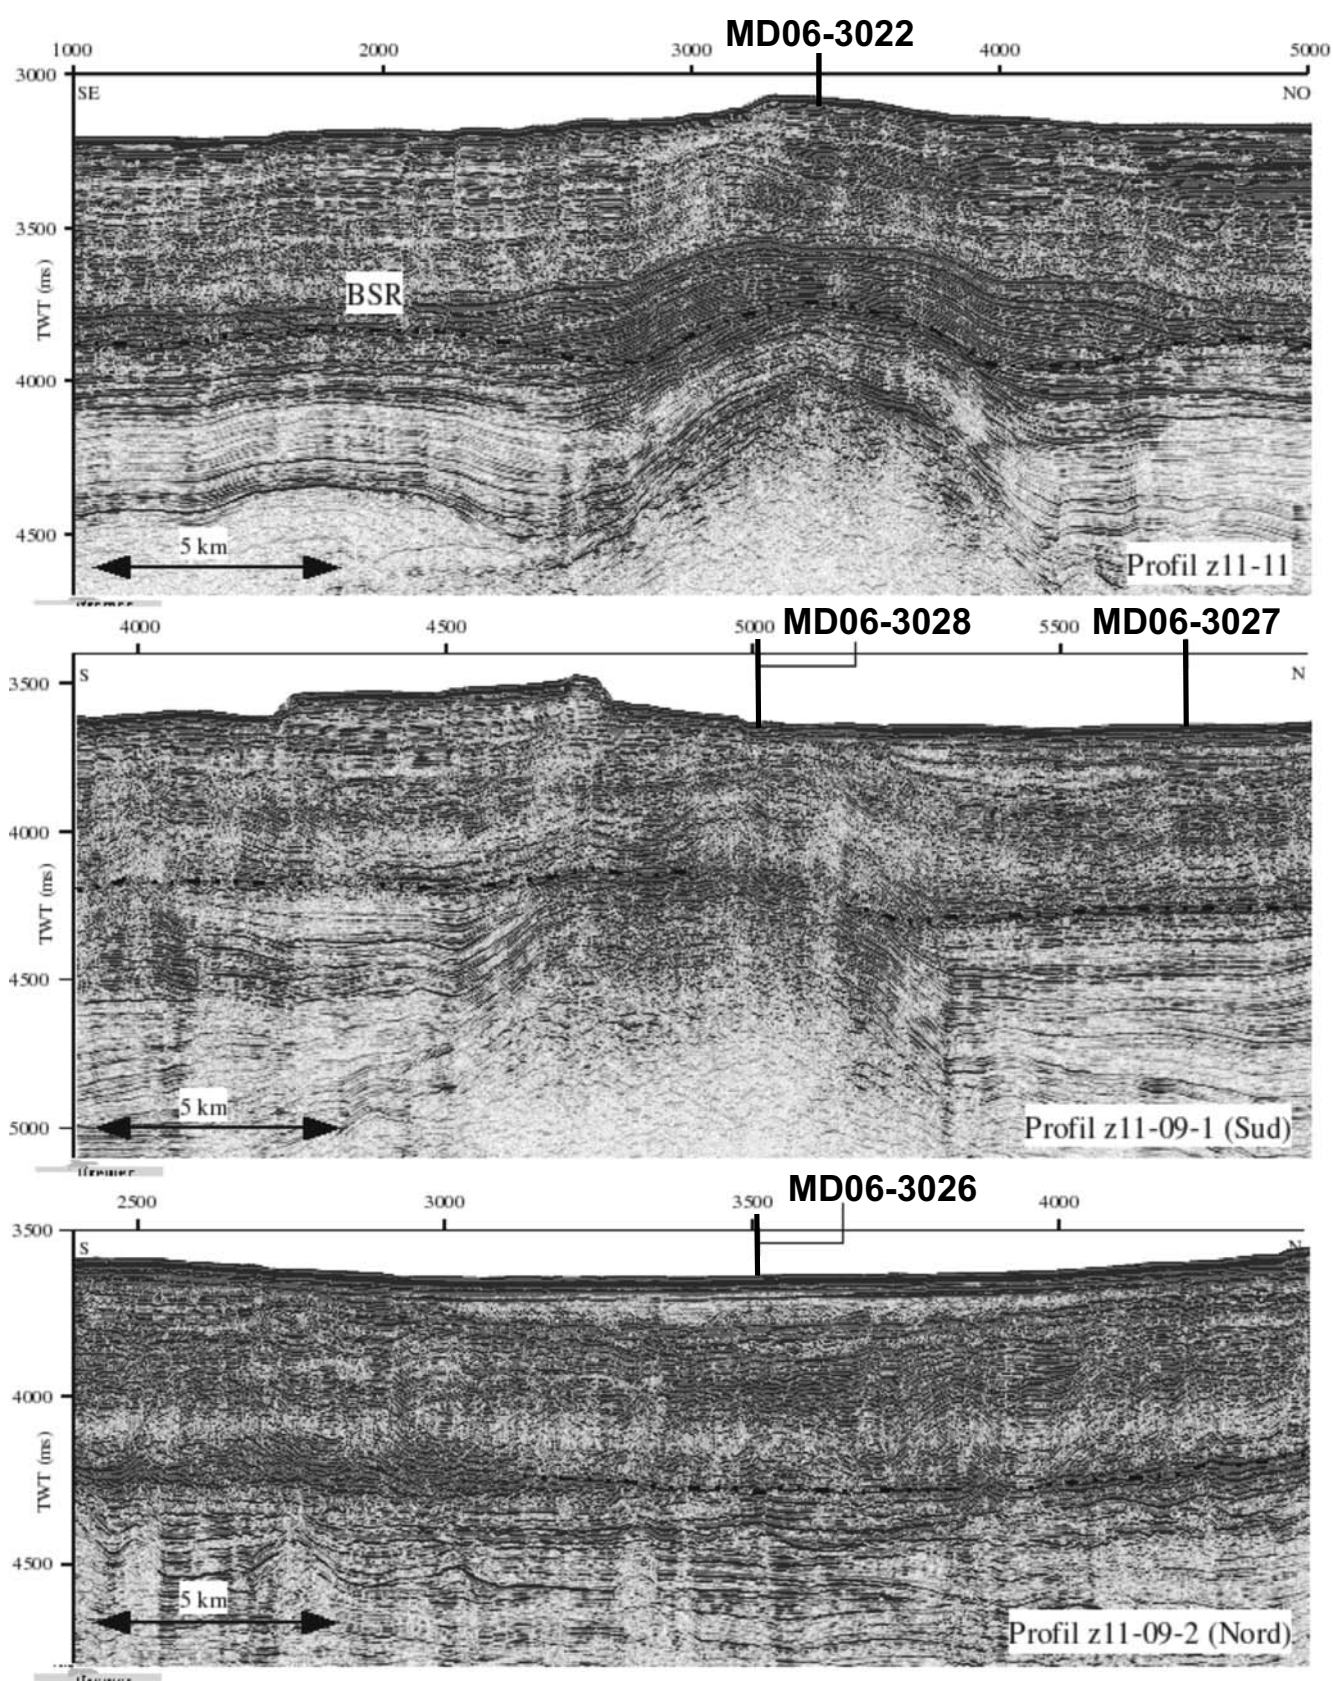 MD06-3022
1000 2000 3000 4000 5000
3000
SE NO
3500
TWT (ms)
BSR
4000
4500
5 km
Profil z11-11
4000 4500 5000 MD06-3028 5500 MD06-3027
3500
S N
4000
TWT (ms)
4500
5 km
5000
Profil z11-09-1 (Sud)
2500 3000 3500 MD06-3026 4000
3500
S N
4000
TWT (ms)
4500
5 km
Profil z11-09-2 (Nord)